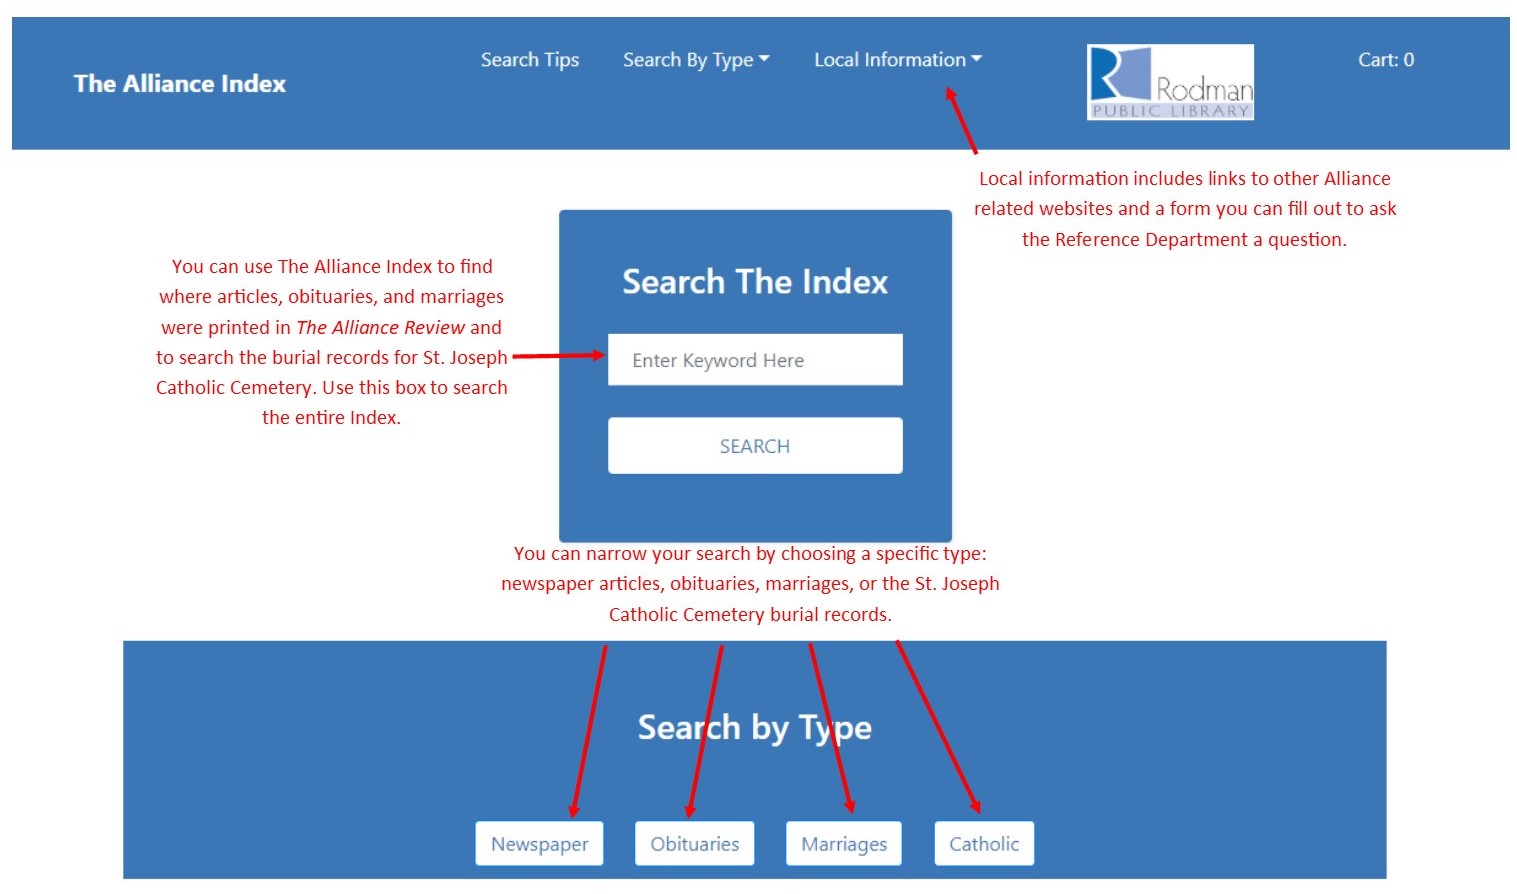 The Alliance Index
Search Tips
Search By Type
Local Information
Rodman
PUBLIC LIBRARY
Cart: 0
Local information includes links to other Alliance
related websites and a form you can fill out to ask
the Reference Department a question.
You can use The Alliance Index to find
where articles, obituaries, and marriages
were printed in The Alliance Review and
to search the burial records for St. Joseph
Catholic Cemetery. Use this box to search
the entire Index.
Search The Index
Enter Keyword Here
SEARCH
You can narrow your search by choosing a specific type:
newspaper articles, obituaries, marriages, or the St. Joseph
Catholic Cemetery burial records.
Search by Type
Newspaper
Obituaries
Marriages
Catholic